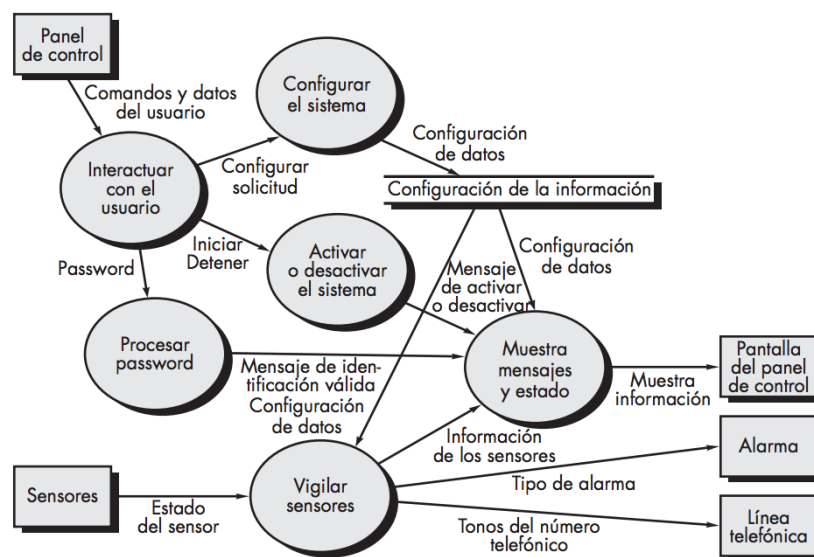 Panel
de control
Comandos y datos
del usuario
Configurar
el sistema
Configuración
de datos
Interactuar
con el
usuario
Configurar
solicitud
Configuración de la información
Iniciar
Detener
Activar
o desactivar
el sistema
Mensaje
de activar
o desactivar
Configuración
de datos
Password
Procesar
password
Mensaje de iden-
tificación válida
Configuración
de datos
Muestra
mensajes
y estado
Muestra
información
Pantalla
del panel
de control
Información
de los sensores
Alarma
Sensores
Estado
del sensor
Vigilar
sensores
Tipo de alarma
Tonos del número
telefónico
Línea
telefónica